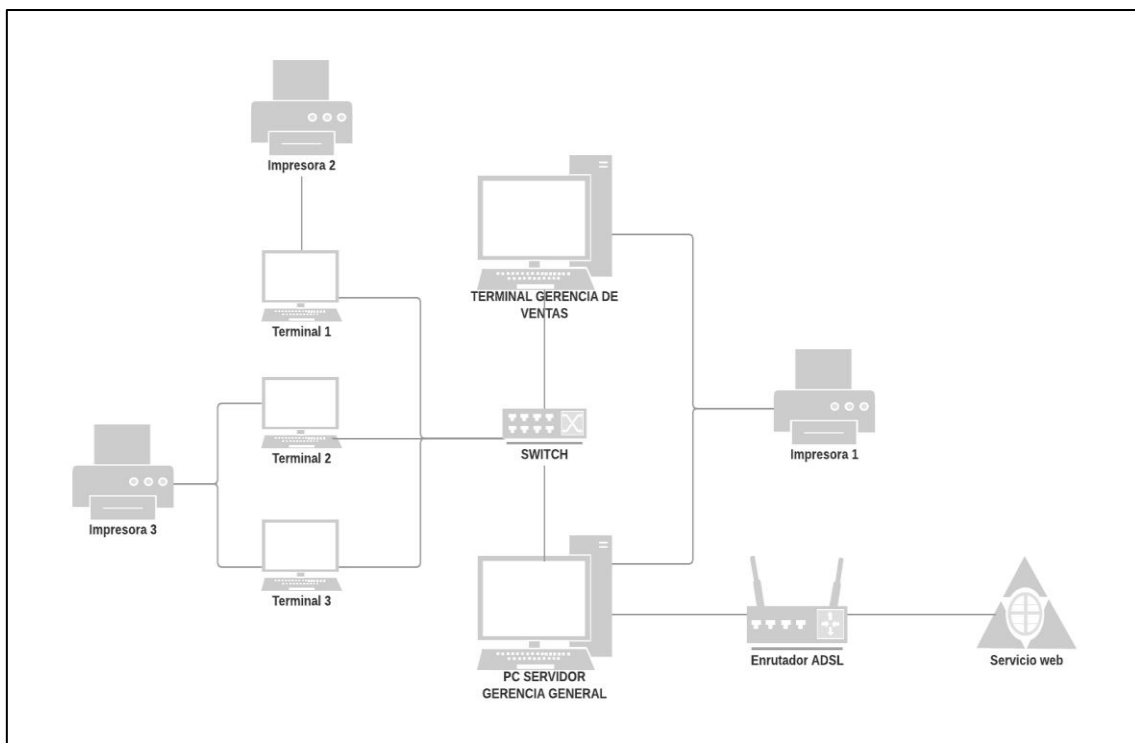 Impresora 2
TERMINAL GERENCIA DE
VENTAS
Terminal 1
Terminal 2
SWITCH
Impresora 1
Impresora 3
Terminal 3
Enrutador ADSL
Servicio web
PC SERVIDOR
GERENCIA GENERAL